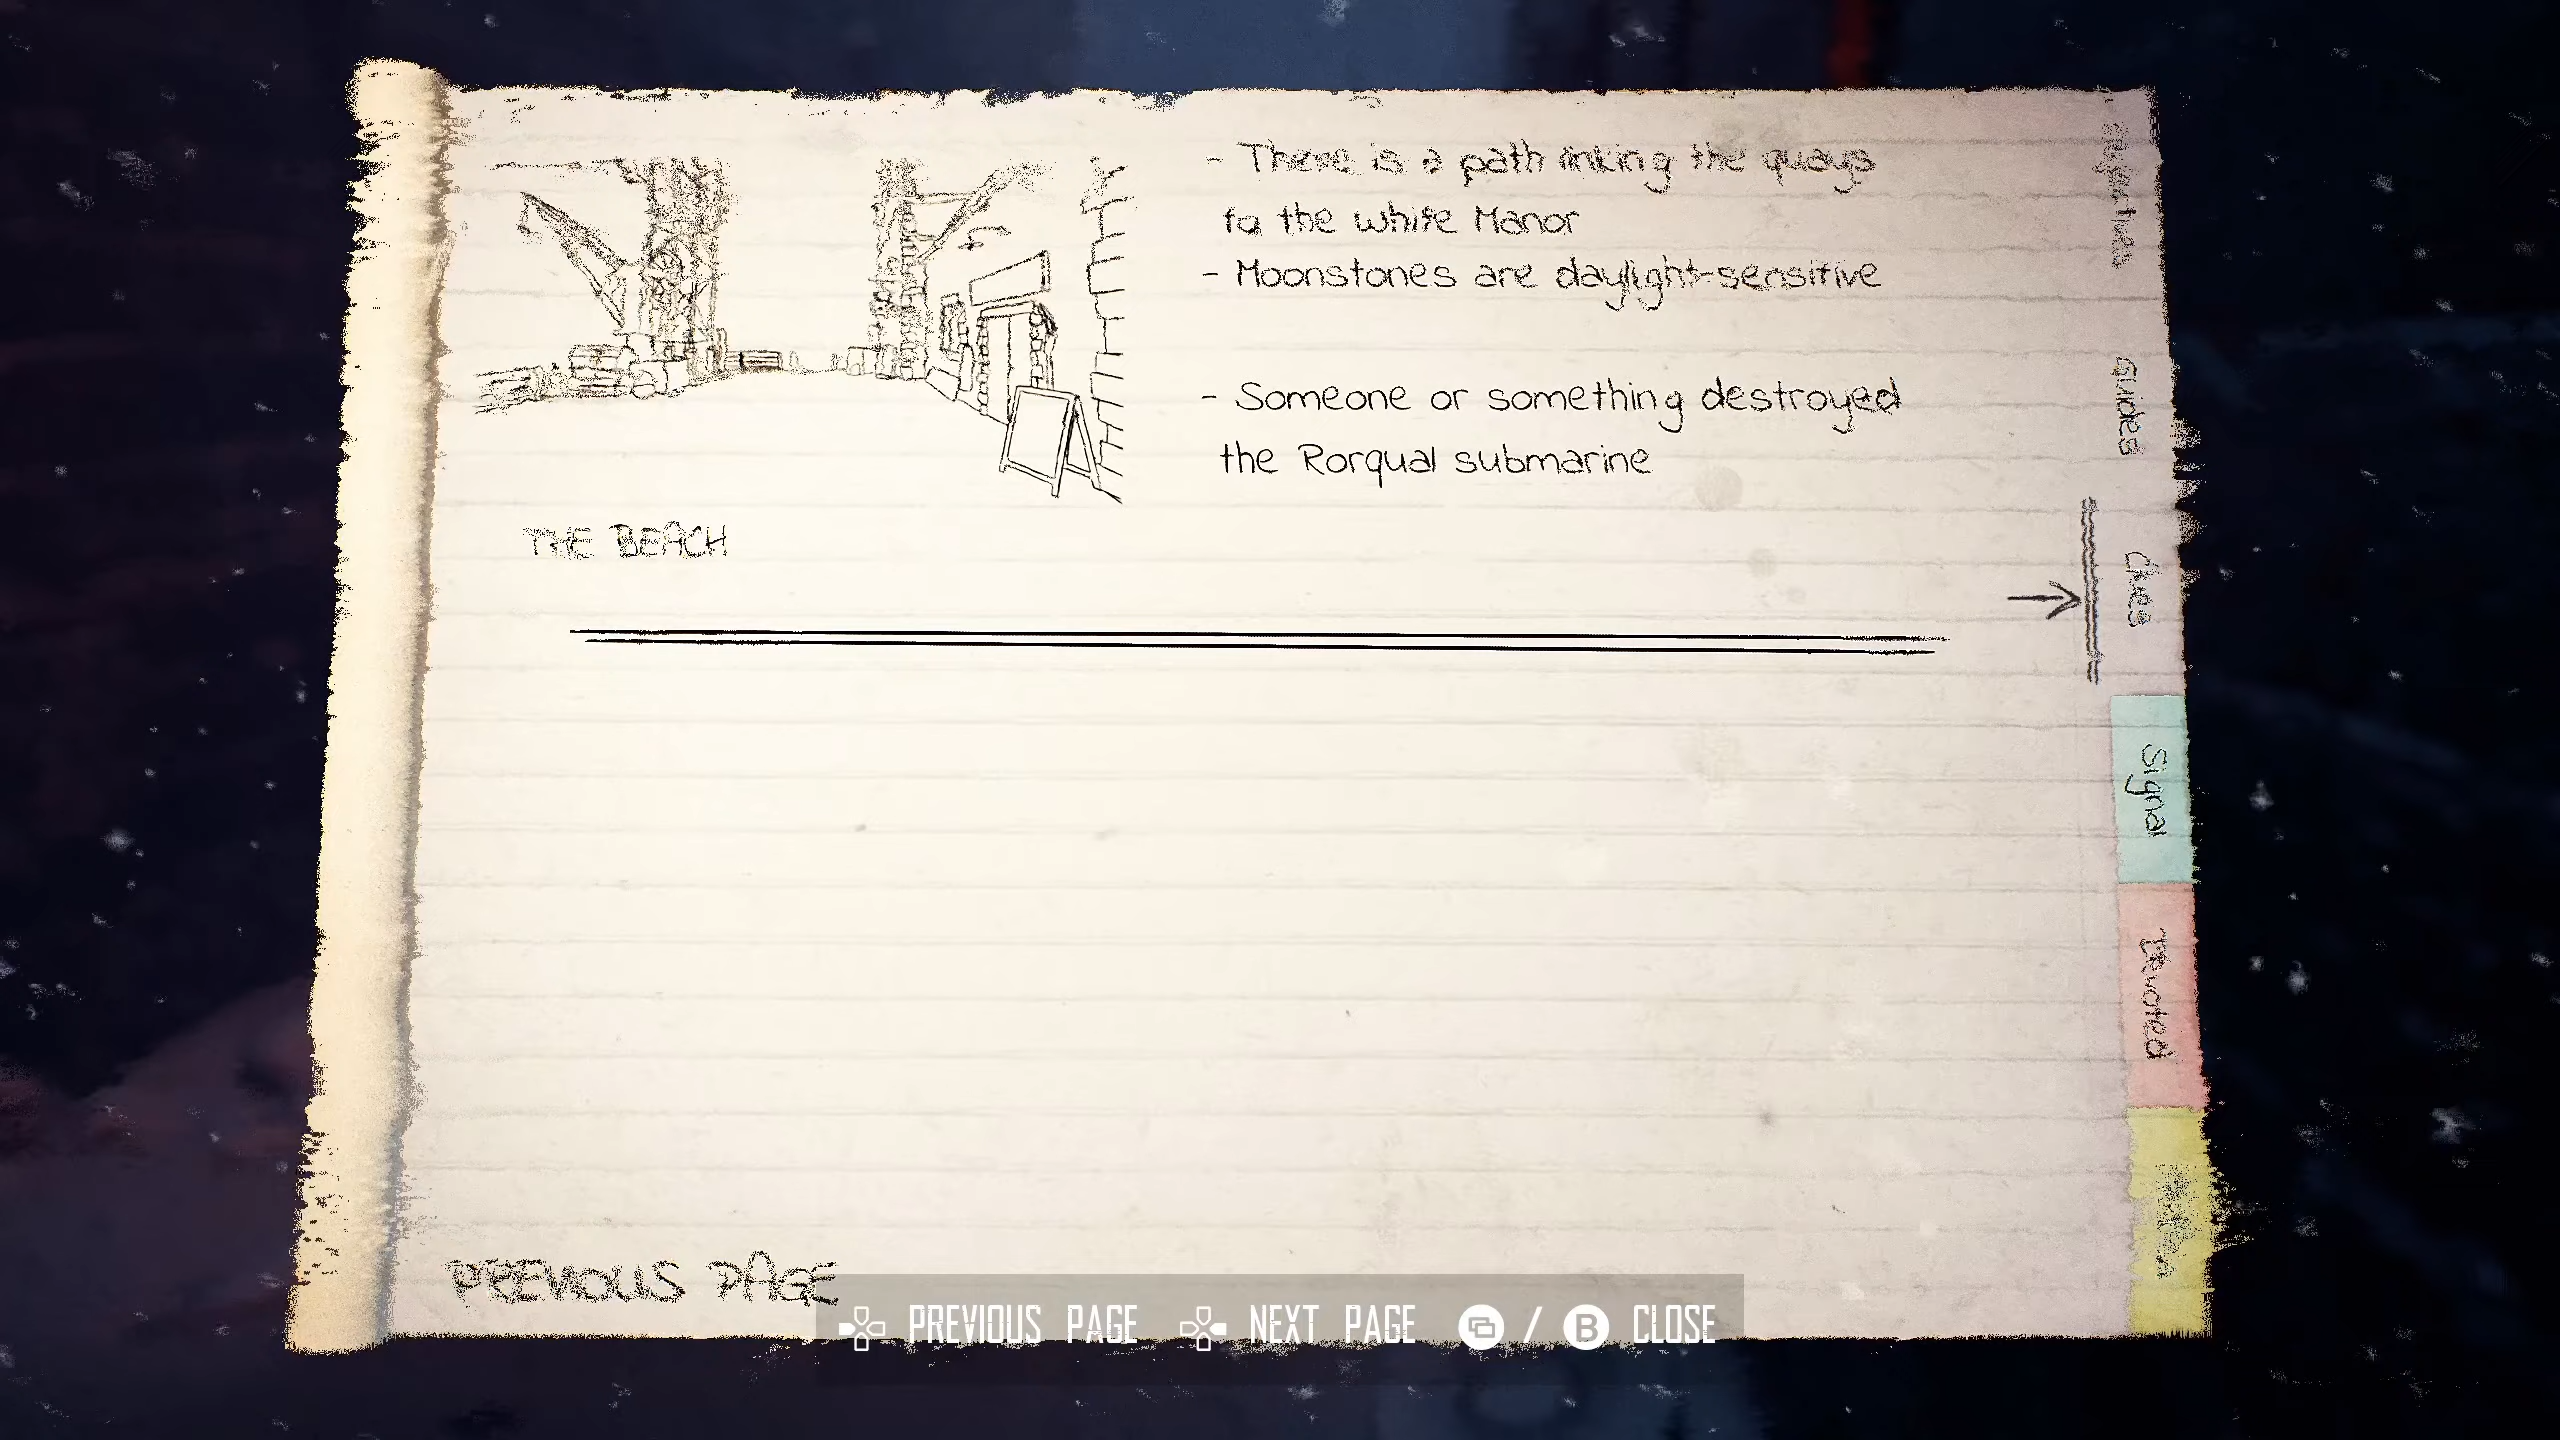 - There is a path linking the quays
to the White Manor
- Moonstones are daylight-sensitive
- Someone or something destroyed
the Rorqual submarine
THE BEACH
Guides
Clues
Signal
Devoted
PREVIOUS PAGE
PREVIOUS PAGE NEXT PAGE / B CLOSE